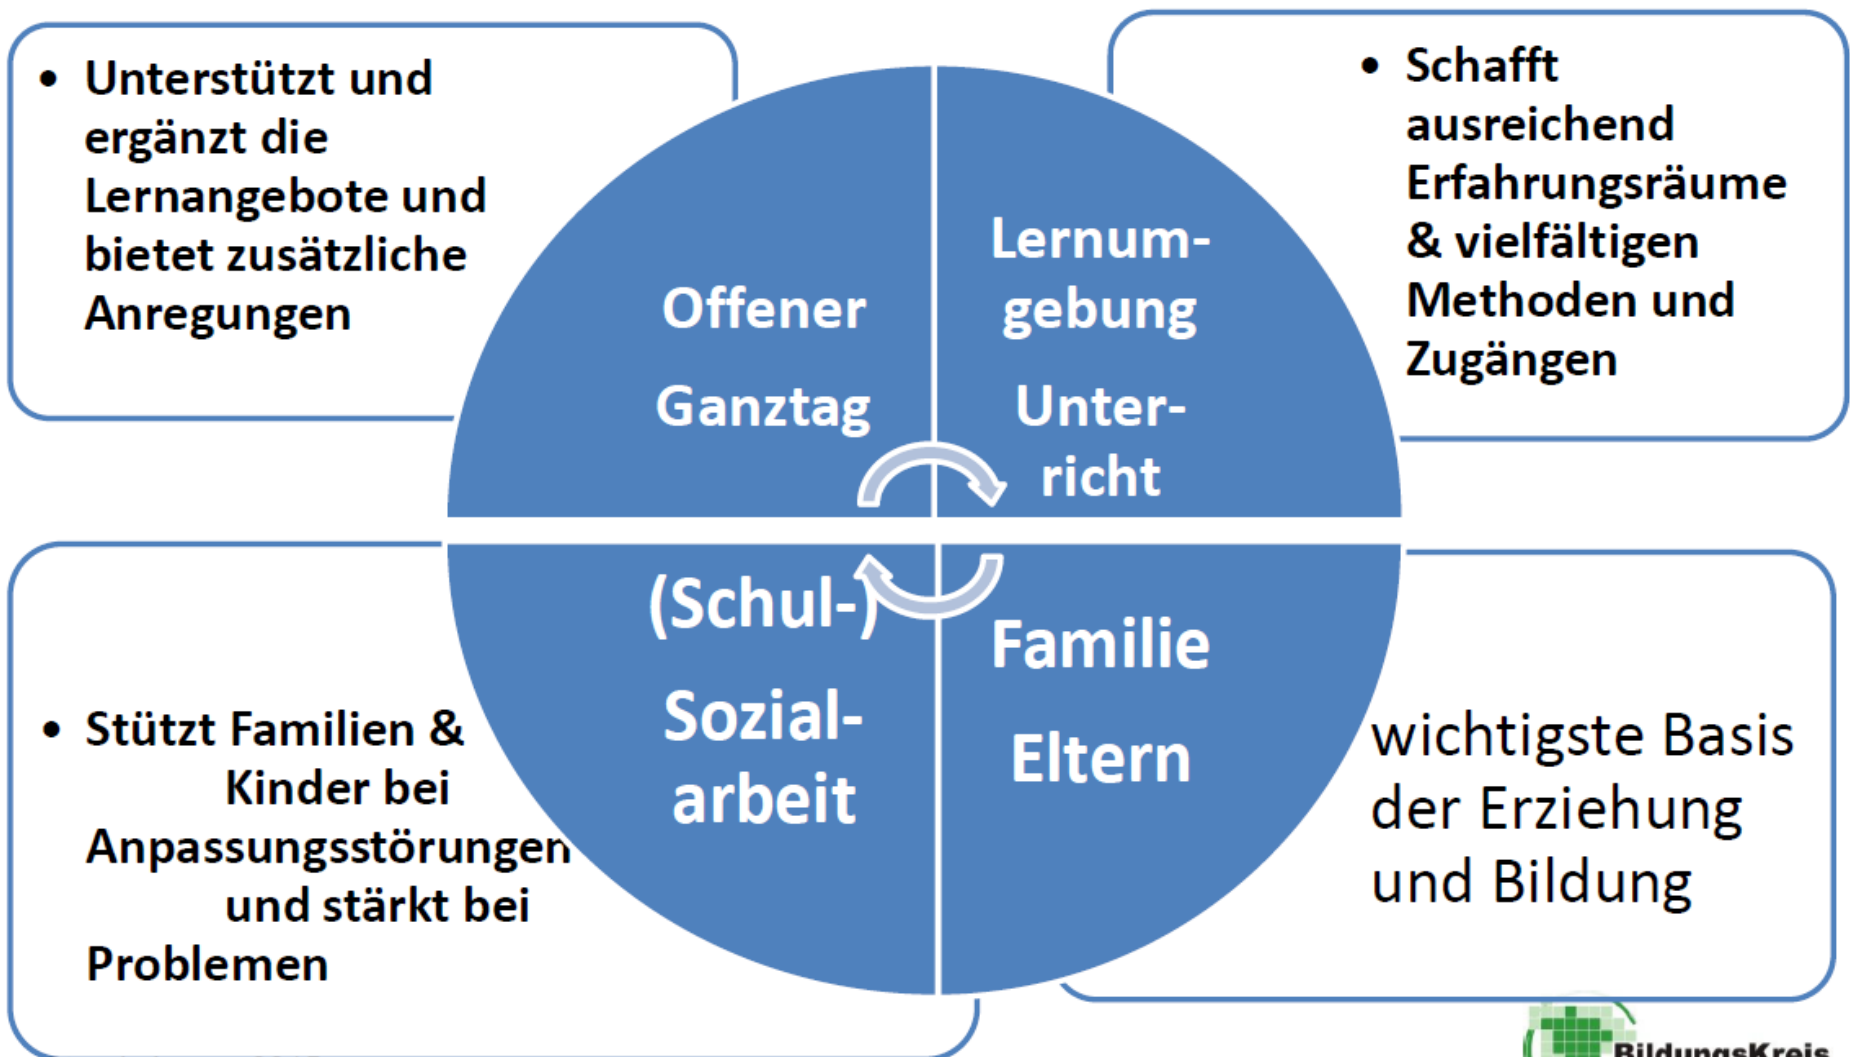 • Unterstützt und
ergänzt die
Lernangebote und
bietet zusätzliche
Anregungen
Offener
Ganztag
Lernum-
gebung
Unter-
richt
• Schafft
ausreichend
Erfahrungsräume
& vielfältigen
Methoden und
Zugängen
• Stützt Familien &
Kinder bei
Anpassungsstörungen
und stärkt bei
Problemen
(Schul-)
Sozial-
arbeit
Familie
Eltern
wichtigste Basis
der Erziehung
und Bildung
BildungsKreis